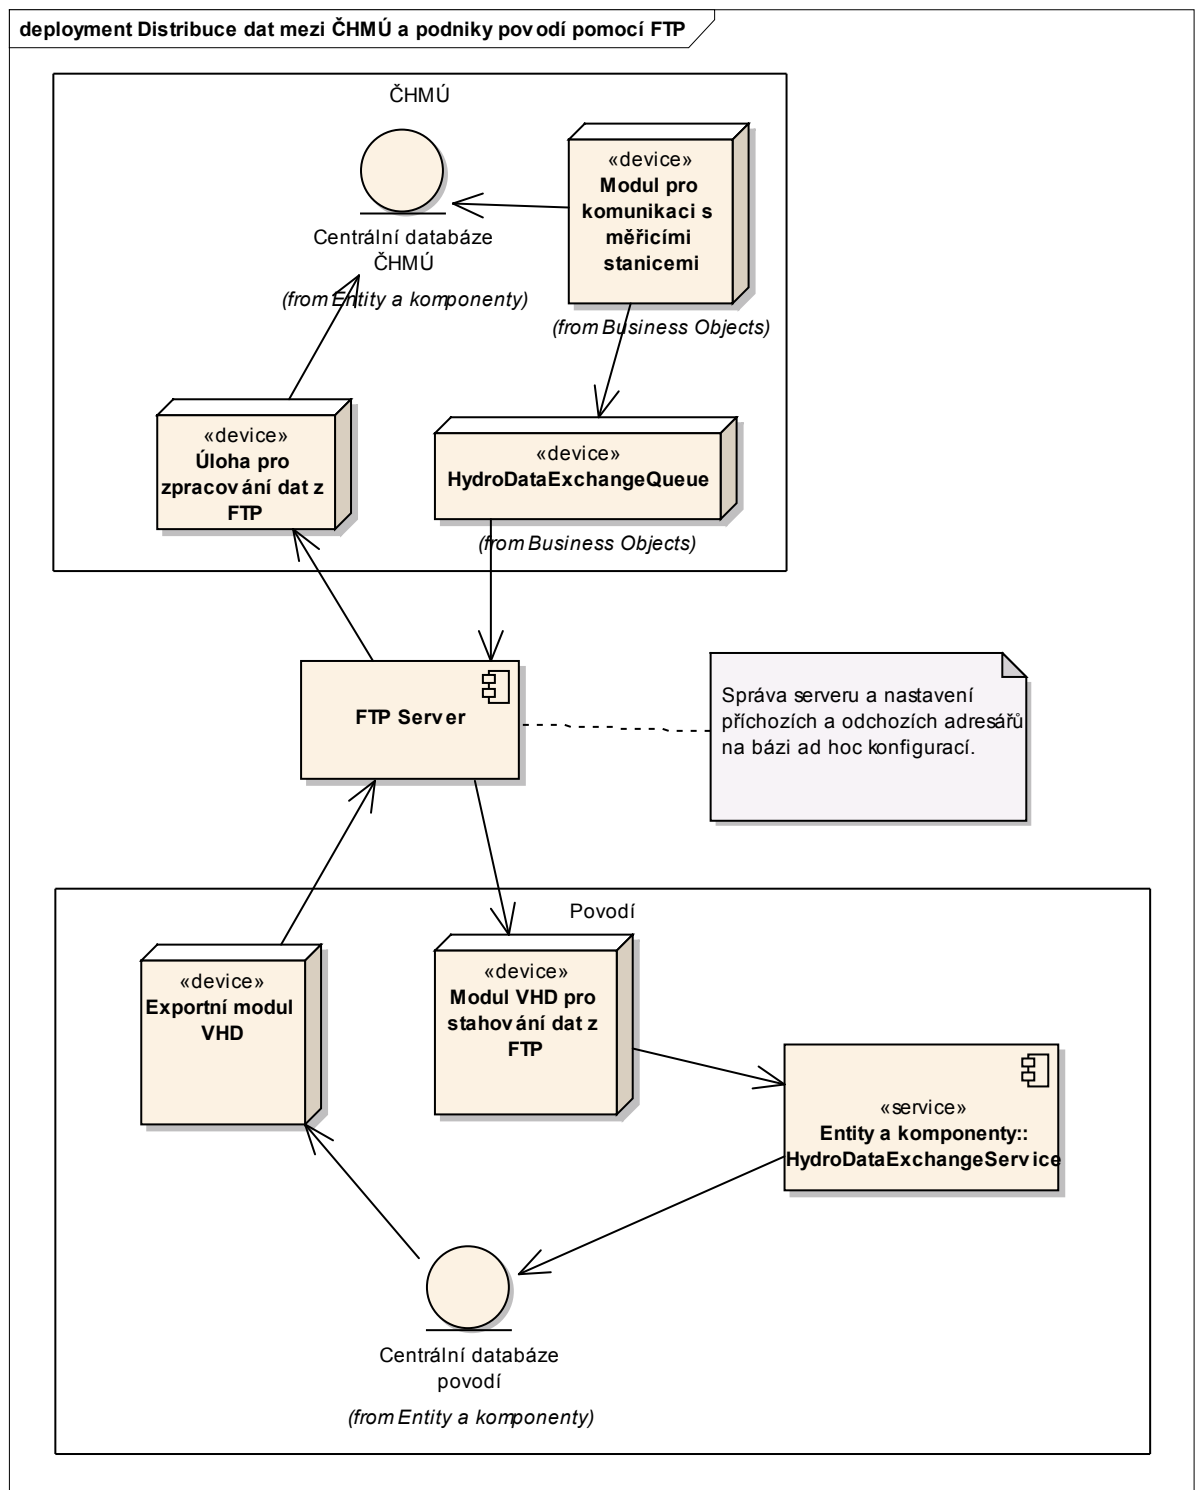 deployment Distribuce dat mezi ČHMÚ a podniky povodí pomocí FTP
ČHMÚ
«device»
Modul pro
komunikaci s
měřicími
stanicemi
(from Business Objects)
Centrální databáze
ČHMÚ
(from Entity a komponenty)
«device»
Úloha pro
zpracování dat z
FTP
«device»
HydroDataExchangeQueue
(from Business Objects)
FTP Server
Správa serveru a nastavení
příchozích a odchozích adresářů
na bázi ad hoc konfigurací.
Povodí
«device»
Exportní modul
VHD
«device»
Modul VHD pro
stahování dat z
FTP
«service»
Entity a komponenty::
HydroDataExchangeService
Centrální databáze
povodí
(from Entity a komponenty)